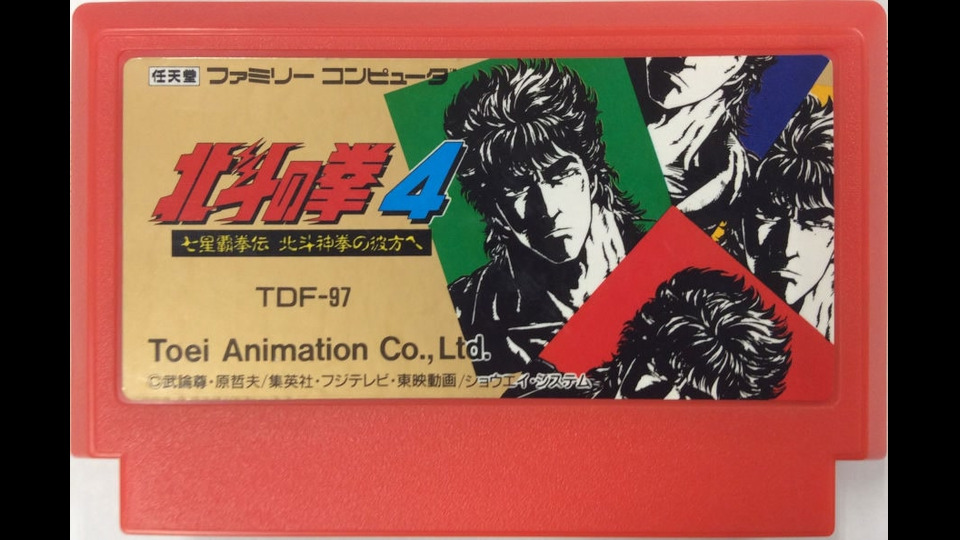 任天堂 ファミリー コンピュータ
北斗の拳4
七星覇拳伝 北斗神拳の彼方へ
TDF-97
Toei Animation Co., Ltd.
©武論尊・原哲夫/集英社・フジテレビ・東映動画/ショウエイ・システム